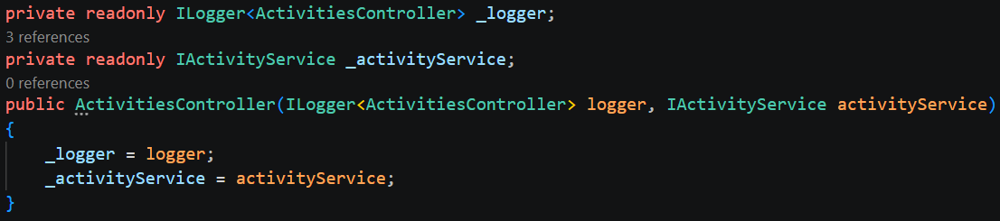 private readonly ILogger<ActivitiesController> _logger;
3 references
private readonly IActivityService _activityService;
0 references
public ActivitiesController(ILogger<ActivitiesController> logger, IActivityService activityService)
{
    _logger = logger;
    _activityService = activityService;
}